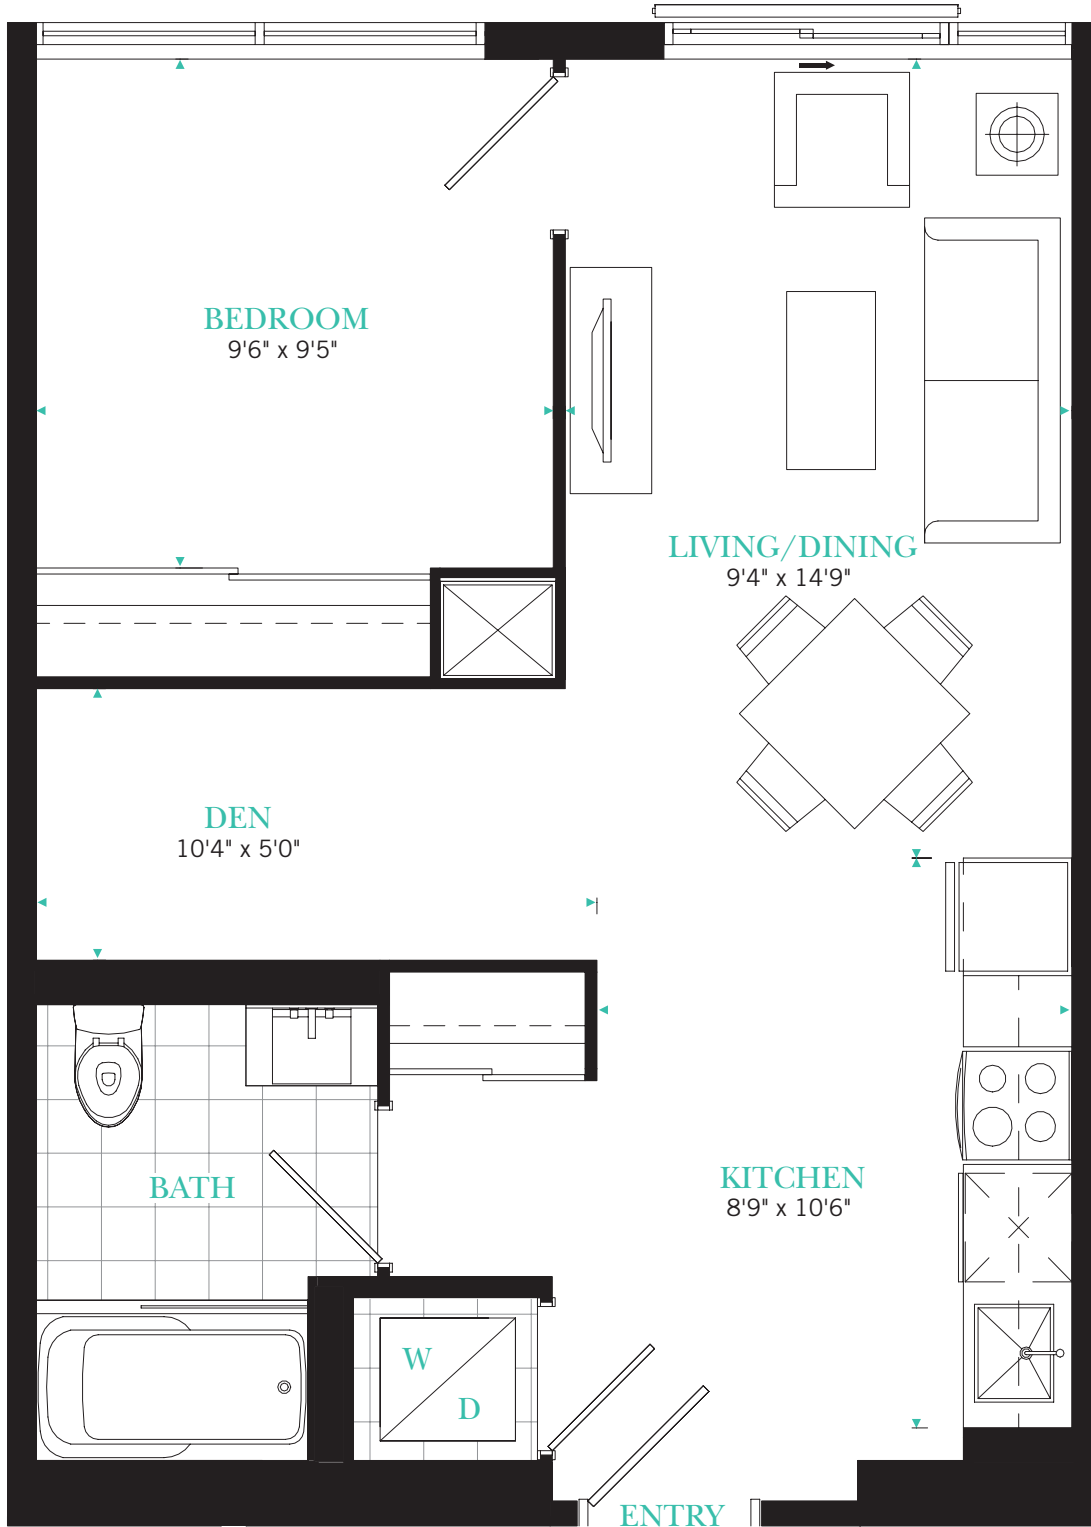 BEDROOM
9'6" x 9'5"
LIVING/DINING
9'4" x 14'9"
DEN
10'4" x 5'0"
BATH
KITCHEN
8'9" x 10'6"
W
D
ENTRY